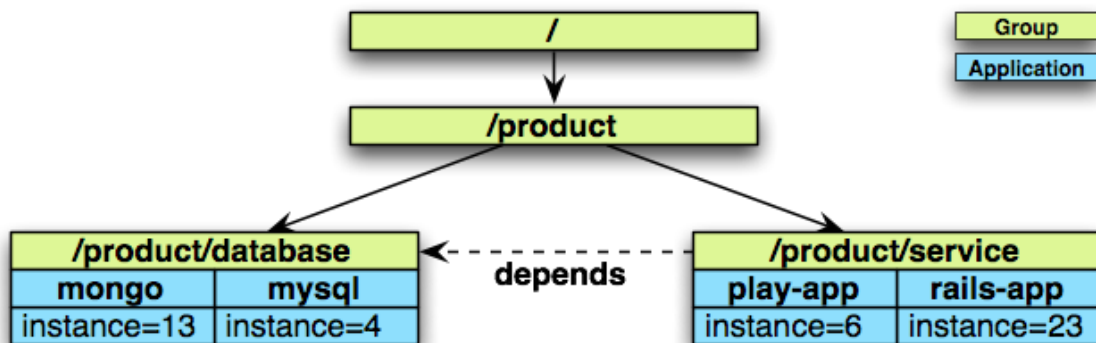 /
Group
Application
/product
/product/database
depends
/product/service
mongo
mysql
play-app
rails-app
instance=13
instance=4
instance=6
instance=23